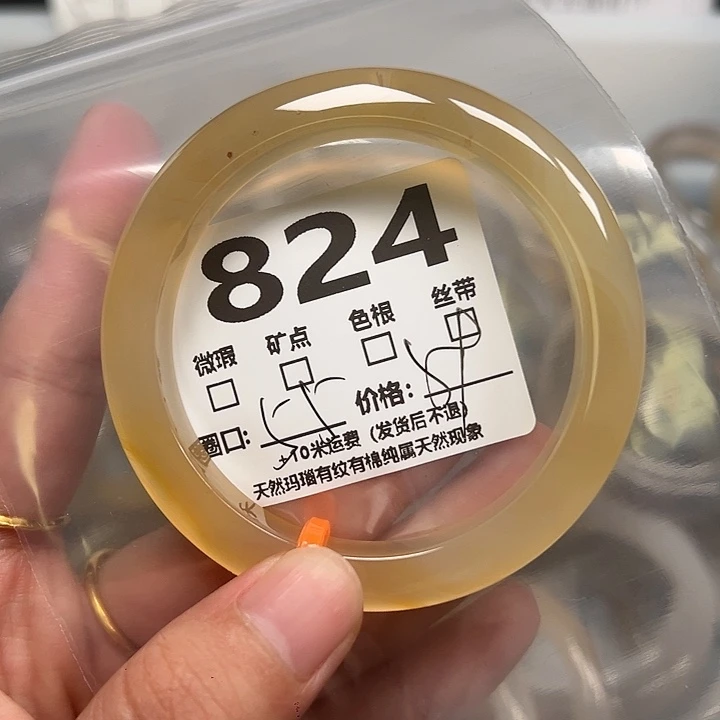 824
微瑕 矿点 色根 丝带
圈口: 价格:
+10米运费（发货后不退）
天然玛瑙有纹有棉纯属天然现象